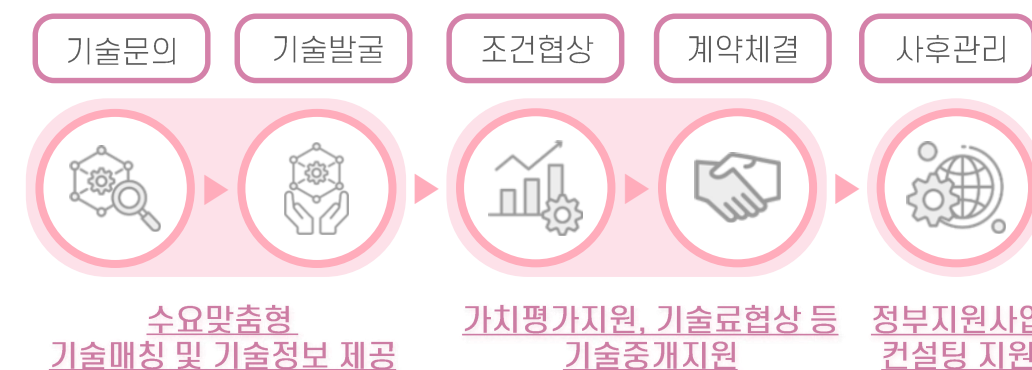 기술문의
기술발굴
조건협상
계약체결
사후관리
수요맞춤형
기술매칭 및 기술정보 제공
가치평가지원, 기술료협상 등
기술중개지원
정부지원사업
컨설팅 지원